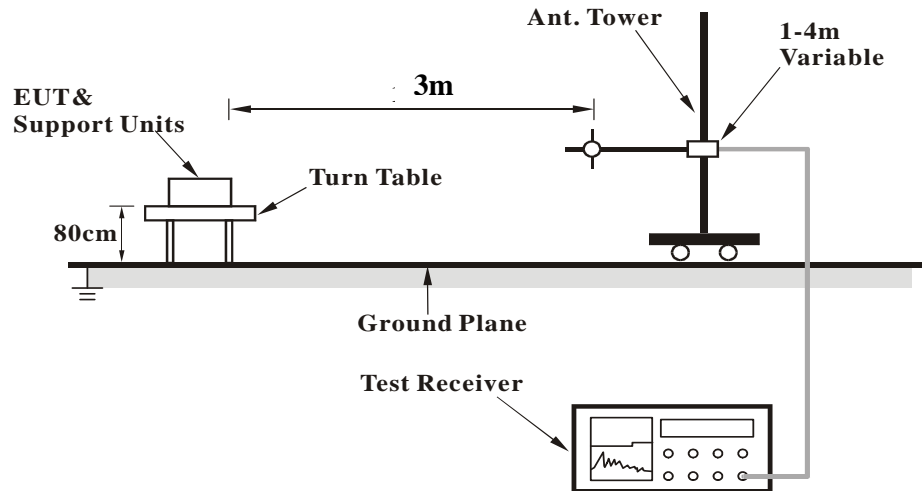 Ant. Tower
1-4m
Variable
3m
EUT&
Support Units
Turn Table
80cm
Ground Plane
Test Receiver